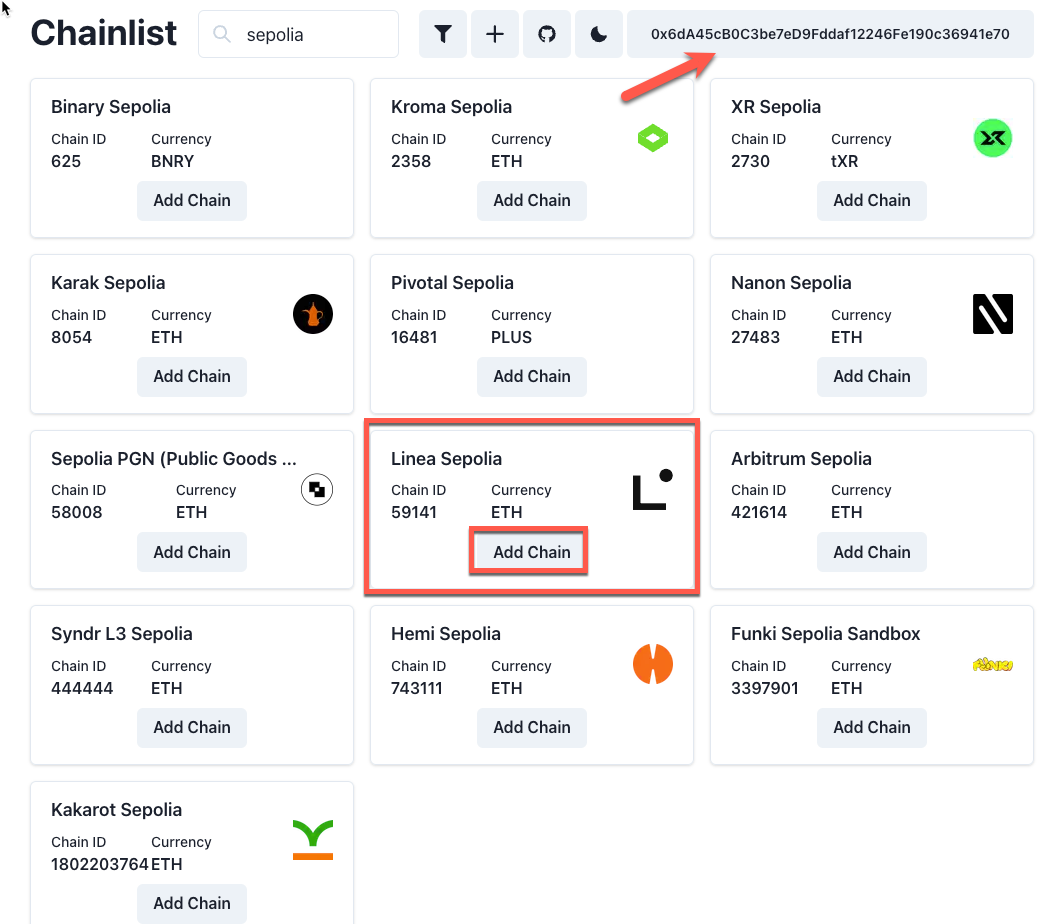 Chainlist
sepolia
0x6dA45cB0C3be7eD9Fddaf12246Fe190c36941e70
Binary Sepolia
Chain ID Currency
625 BNRY
Add Chain
Kroma Sepolia
Chain ID Currency
2358 ETH
Add Chain
XR Sepolia
Chain ID Currency
2730 tXR
Add Chain
Karak Sepolia
Chain ID Currency
8054 ETH
Add Chain
Pivotal Sepolia
Chain ID Currency
16481 PLUS
Add Chain
Nanon Sepolia
Chain ID Currency
27483 ETH
Add Chain
Sepolia PGN (Public Goods ...
Chain ID Currency
58008 ETH
Add Chain
Linea Sepolia
Chain ID Currency
59141 ETH
Add Chain
Arbitrum Sepolia
Chain ID Currency
421614 ETH
Add Chain
Syndr L3 Sepolia
Chain ID Currency
444444 ETH
Add Chain
Hemi Sepolia
Chain ID Currency
743111 ETH
Add Chain
Funki Sepolia Sandbox
Chain ID Currency
3397901 ETH
FUNKI
Add Chain
Kakarot Sepolia
Chain ID Currency
1802203764 ETH
Add Chain